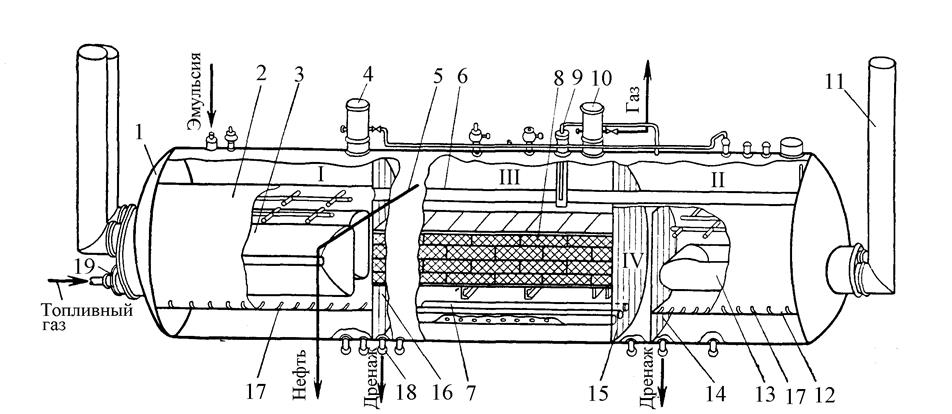 Эмульсия
1
2
3
4
5
6
8
9
10
Газ
11
I
III
II
IV
19
Топливный
газ
17
Нефть
Дренаж
18
16
7
15
Дренаж
14
13
17
12